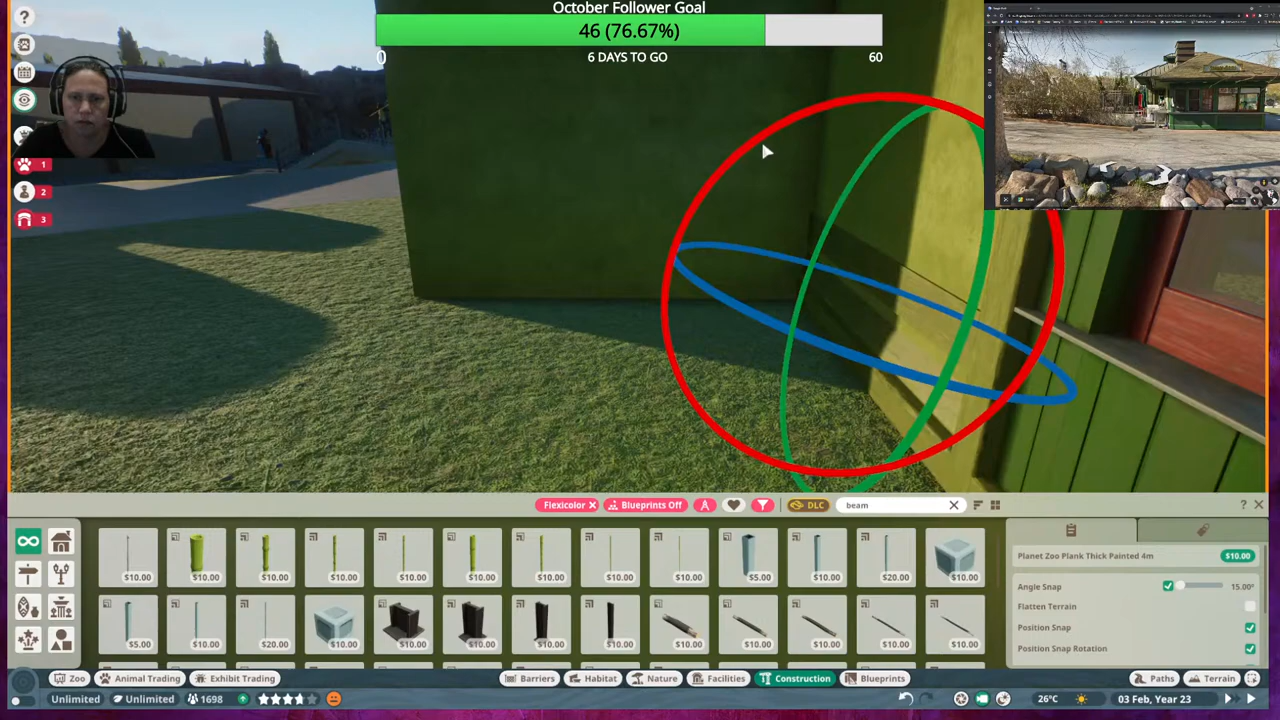 October Follower Goal
46 (76.67%)
0
6 DAYS TO GO
60
1
2
3
Flexicolor
Blueprints Off
DLC
beam
$10.00 $10.00 $10.00 $10.00 $10.00 $10.00 $10.00 $10.00 $10.00 $5.00 $10.00 $20.00 $10.00
$5.00 $10.00 $20.00 $10.00 $10.00 $10.00 $10.00 $10.00 $10.00 $10.00 $10.00 $10.00 $10.00
Planet Zoo Plank Thick Painted 4m
$10.00
Angle Snap
15.00°
Flatten Terrain
Position Snap
Position Snap Rotation
Zoo
Animal Trading
Exhibit Trading
Barriers
Habitat
Nature
Facilities
Construction
Blueprints
Paths
Terrain
Unlimited
Unlimited
1698
26°C
03 Feb, Year 23